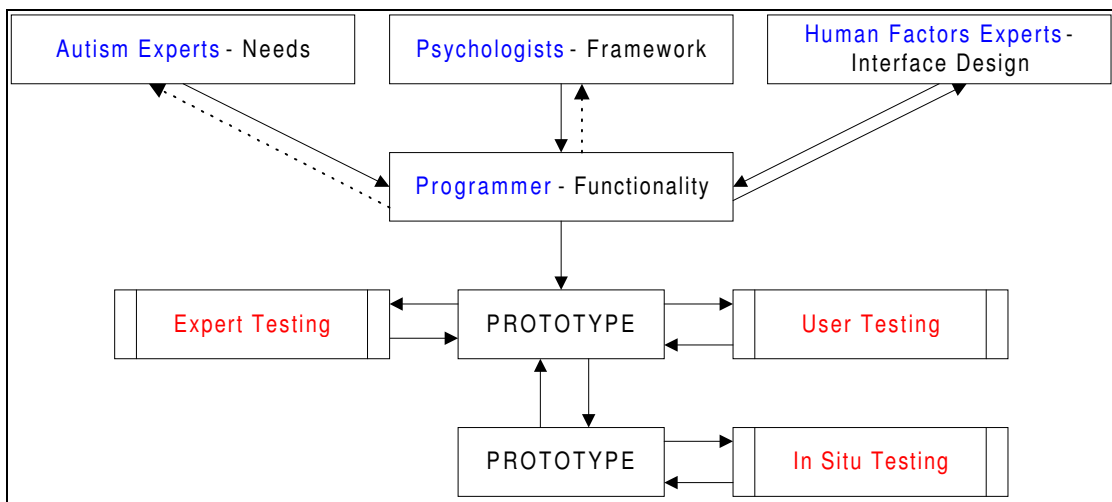 Autism Experts - Needs
Psychologists - Framework
Human Factors Experts -
Interface Design
Programmer - Functionality
Expert Testing
PROTOTYPE
User Testing
PROTOTYPE
In Situ Testing